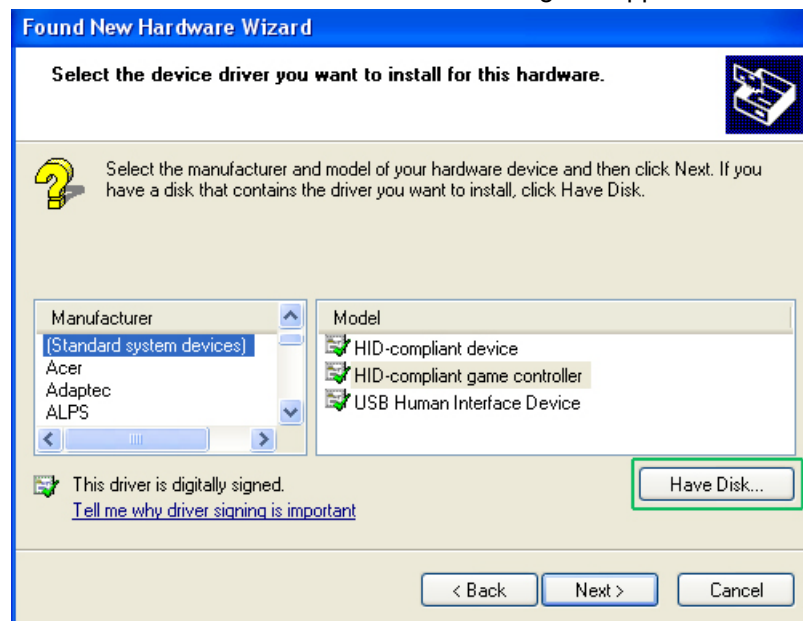 Found New Hardware Wizard
Select the device driver you want to install for this hardware.
Select the manufacturer and model of your hardware device and then click Next. If you
have a disk that contains the driver you want to install, click Have Disk.
Manufacturer
(Standard system devices)
Acer
Adaptec
ALPS
Model
HID-compliant device
HID-compliant game controller
USB Human Interface Device
This driver is digitally signed.
Tell me why driver signing is important
Have Disk...
< Back
Next >
Cancel